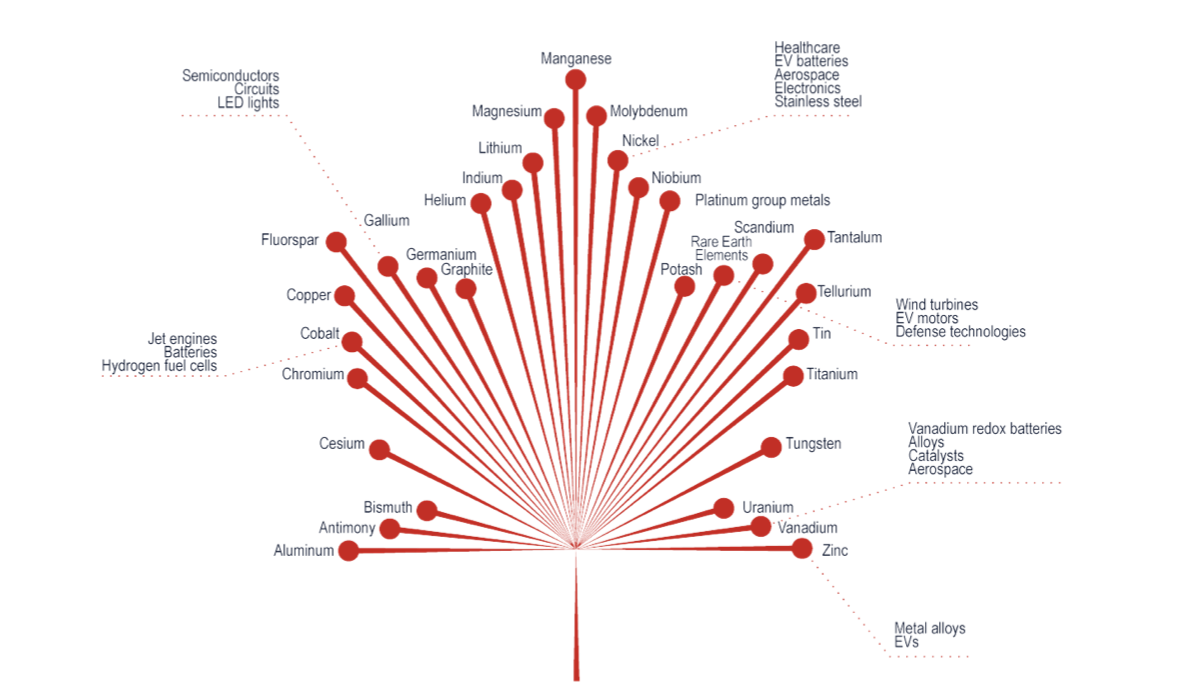 Healthcare
EV batteries
Aerospace
Electronics
Stainless steel
Manganese
Semiconductors
Circuits
LED lights
Magnesium
Molybdenum
Nickel
Lithium
Indium
Niobium
Helium
Platinum group metals
Gallium
Scandium
Fluorspar
Tantalum
Rare Earth
Elements
Germanium
Graphite
Potash
Copper
Tellurium
Wind turbines
EV motors
Defense technologies
Cobalt
Tin
Jet engines
Batteries
Hydrogen fuel cells
Chromium
Titanium
Vanadium redox batteries
Alloys
Catalysts
Aerospace
Cesium
Tungsten
Bismuth
Uranium
Antimony
Vanadium
Aluminum
Zinc
Metal alloys
EVs